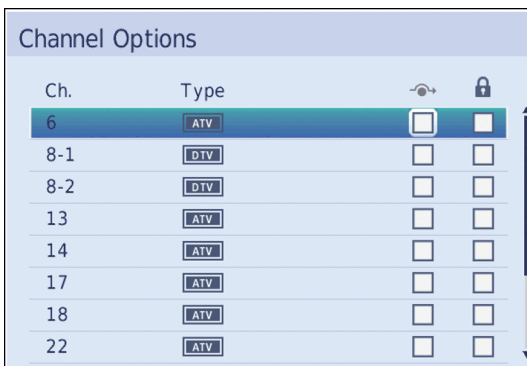 Channel Options
Ch. Type
6 ATV
8-1 DTV
8-2 DTV
13 ATV
14 ATV
17 ATV
18 ATV
22 ATV